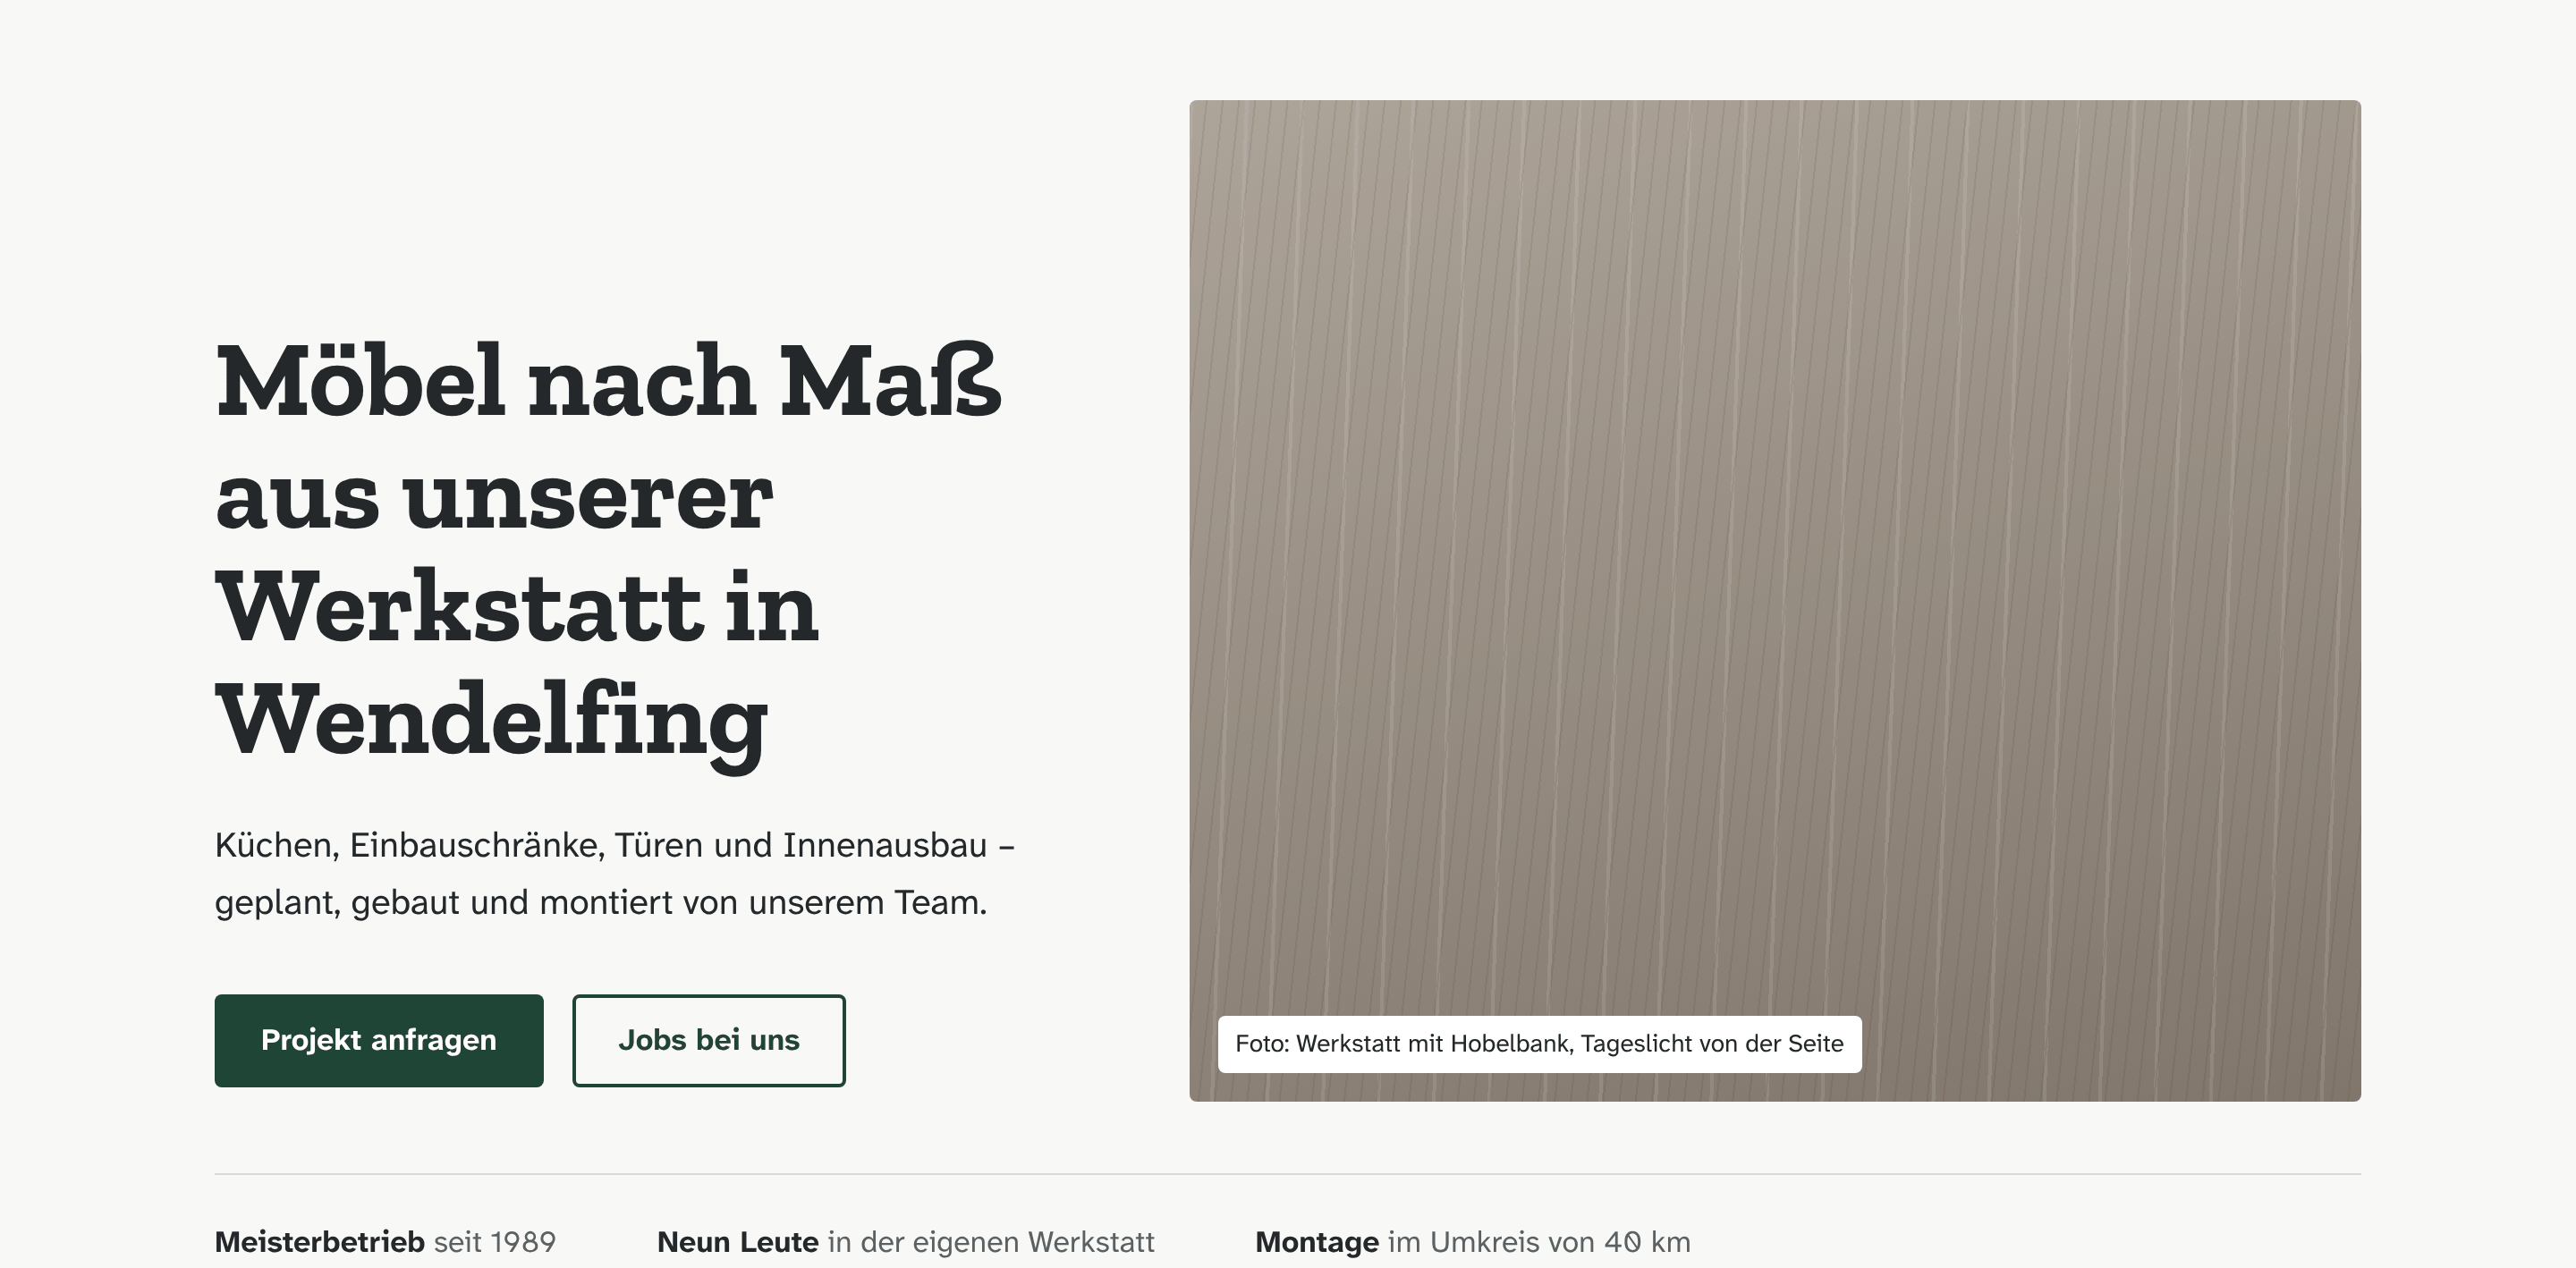 Möbel nach Maß
aus unserer
Werkstatt in
Wendelfing
Küchen, Einbauschränke, Türen und Innenausbau –
geplant, gebaut und montiert von unserem Team.
Projekt anfragen
Jobs bei uns
Foto: Werkstatt mit Hobelbank, Tageslicht von der Seite
Meisterbetrieb seit 1989
Neun Leute in der eigenen Werkstatt
Montage im Umkreis von 40 km